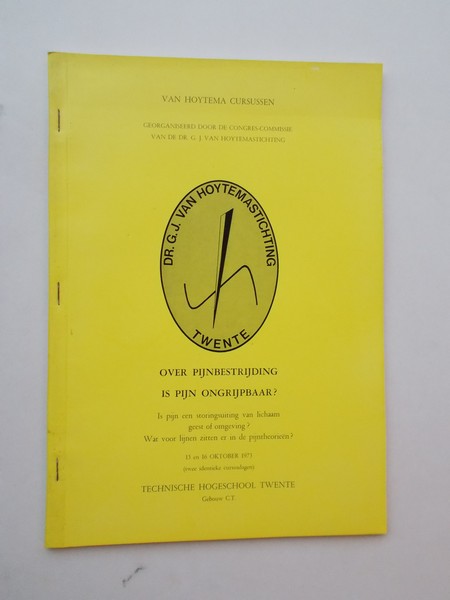 VAN HOYTEMA CURSUSSEN
GEORGANISEERD DOOR DE CONGRES-COMMISSIE
VAN DE DR. G. J. VAN HOYTEMASTICHTING
DR. G. J. VAN HOYTEMASTICHTING
TWENTE
OVER PIJNBESTRIJDING
IS PIJN ONGRIJPBAAR?
Is pijn een storingsuiting van lichaam
geest of omgeving?
Wat voor lijnen zitten er in de pijntheorieën?
en 16 OKTOBER 1973
(twee identieke cursusdagen)
TECHNISCHE HOGESCHOOL TWENTE
Gebouw C.T.